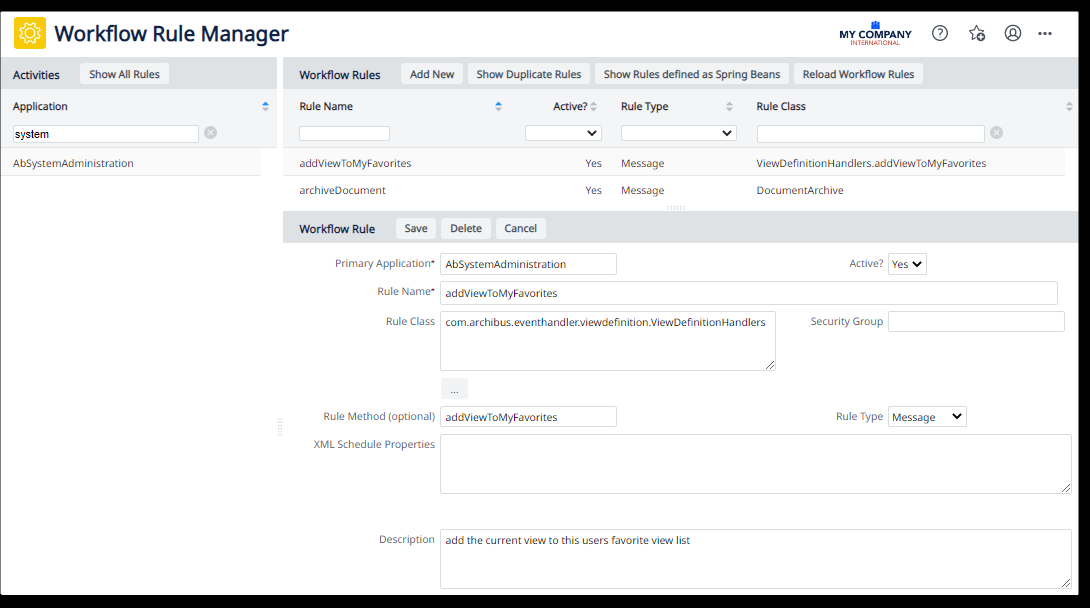 Workflow Rule Manager
MY COMPANY
INTERNATIONAL
Activities Show All Rules
Workflow Rules Add New Show Duplicate Rules Show Rules defined as Spring Beans Reload Workflow Rules
Application
Rule Name Active? Rule Type Rule Class
system
AbSystemAdministration
addViewToMyFavorites Yes Message ViewDefinitionHandlers.addViewToMyFavorites
archiveDocument Yes Message DocumentArchive
Workflow Rule Save Delete Cancel
Primary Application* AbSystemAdministration Active? Yes
Rule Name* addViewToMyFavorites
Rule Class com.archibus.eventhandler.viewdefinition.ViewDefinitionHandlers Security Group
...
Rule Method (optional) addViewToMyFavorites Rule Type Message
XML Schedule Properties
Description add the current view to this users favorite view list